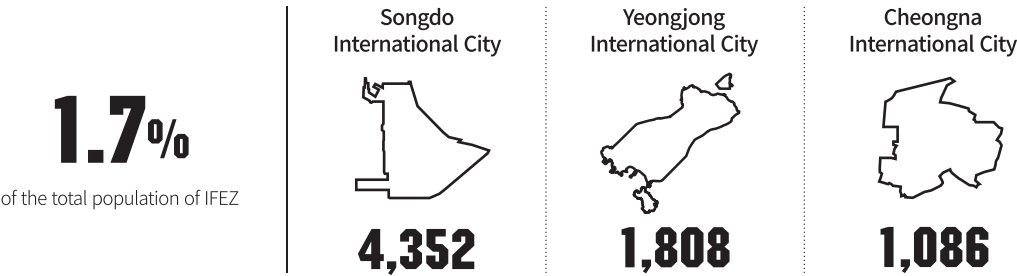 1.7%
of the total population of IFEZ
Songdo
International City
4,352
Yeongjong
International City
1,808
Cheongna
International City
1,086